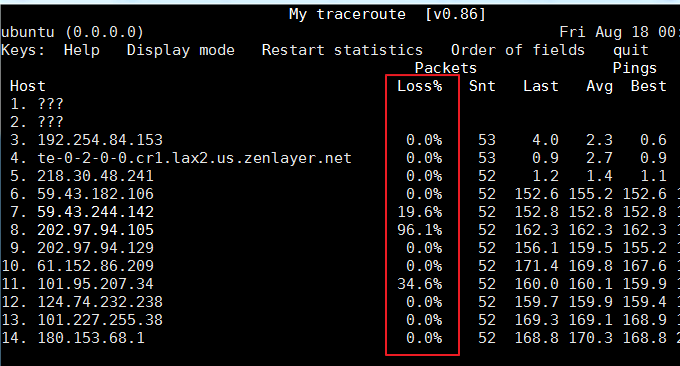 My traceroute [v0.86]
ubuntu (0.0.0.0) Fri Aug 18 00:
Keys: Help Display mode Restart statistics Order of fields quit
Packets Pings
Host Loss% Snt Last Avg Best
1. ???
2. ???
3. 192.254.84.153 0.0% 53 4.0 2.3 0.6
4. te-0-2-0-0.cr1.lax2.us.zenlayer.net 0.0% 53 0.9 2.7 0.9
5. 218.30.48.241 0.0% 52 1.2 1.4 1.1
6. 59.43.182.106 0.0% 52 152.6 155.2 152.6 1
7. 59.43.244.142 19.6% 52 152.8 152.8 152.8 1
8. 202.97.94.105 96.1% 52 162.3 162.3 162.3 1
9. 202.97.94.129 0.0% 52 156.1 159.5 155.2 1
10. 61.152.86.209 0.0% 52 171.4 169.8 167.6 1
11. 101.95.207.34 34.6% 52 160.0 160.1 159.9 1
12. 124.74.232.238 0.0% 52 159.7 159.9 159.4 1
13. 101.227.255.38 0.0% 52 169.3 169.1 168.9 1
14. 180.153.68.1 0.0% 52 168.8 170.3 168.8 2